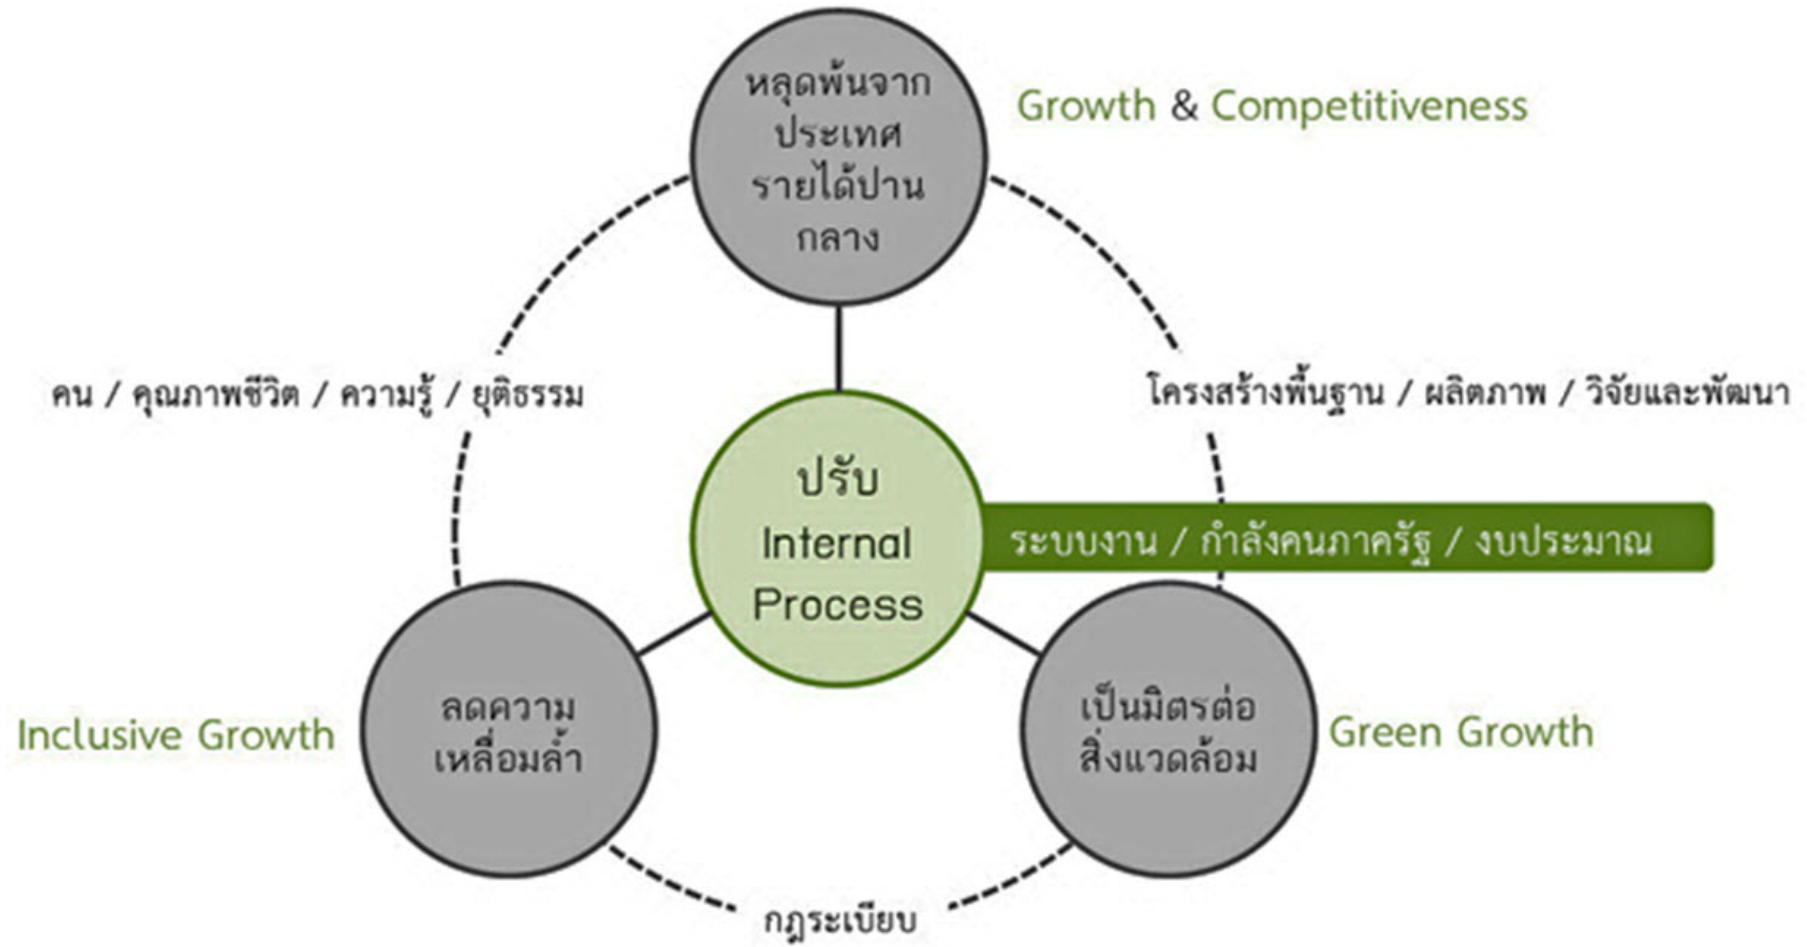 หลุดพ้นจาก
ประเทศ
รายได้ปาน
กลาง
Growth & Competitiveness
คน / คุณภาพชีวิต / ความรู้ / ยุติธรรม
โครงสร้างพื้นฐาน / ผลิตภาพ / วิจัยและพัฒนา
ปรับ
Internal
Process
ระบบงาน / กำลังคนภาครัฐ / งบประมาณ
Inclusive Growth
ลดความ
เหลื่อมล้ำ
เป็นมิตรต่อ
สิ่งแวดล้อม
Green Growth
กฎระเบียบ